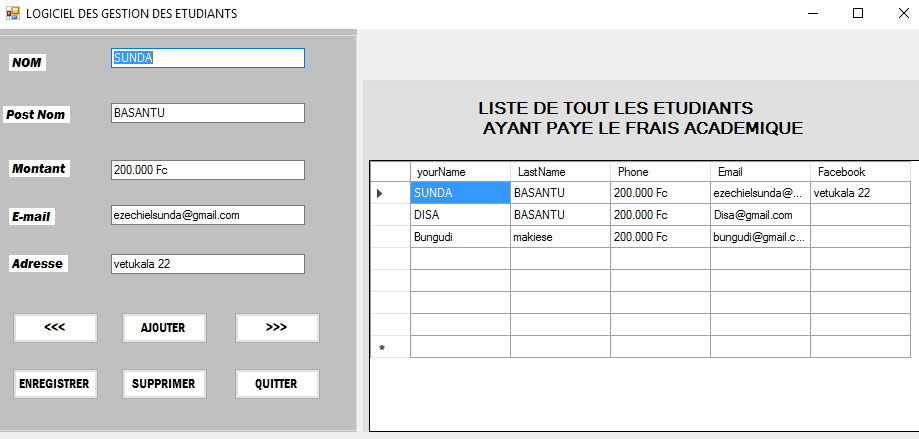 LOGICIEL DES GESTION DES ETUDIANTS
NOM
SUNDA
Post Nom
BASANTU
Montant
200.000 Fc
E-mail
ezechielsunda@gmail.com
Adresse
vetukala 22
<<<
AJOUTER
>>>
ENREGISTRER
SUPPRIMER
QUITTER
LISTE DE TOUT LES ETUDIANTS
AYANT PAYE LE FRAIS ACADEMIQUE
yourName LastName Phone Email Facebook
SUNDA BASANTU 200.000 Fc ezechielsunda@... vetukala 22
DISA BASANTU 200.000 Fc Disa@gmail.com
Bungudi makiese 200.000 Fc bungudi@gmail.c...